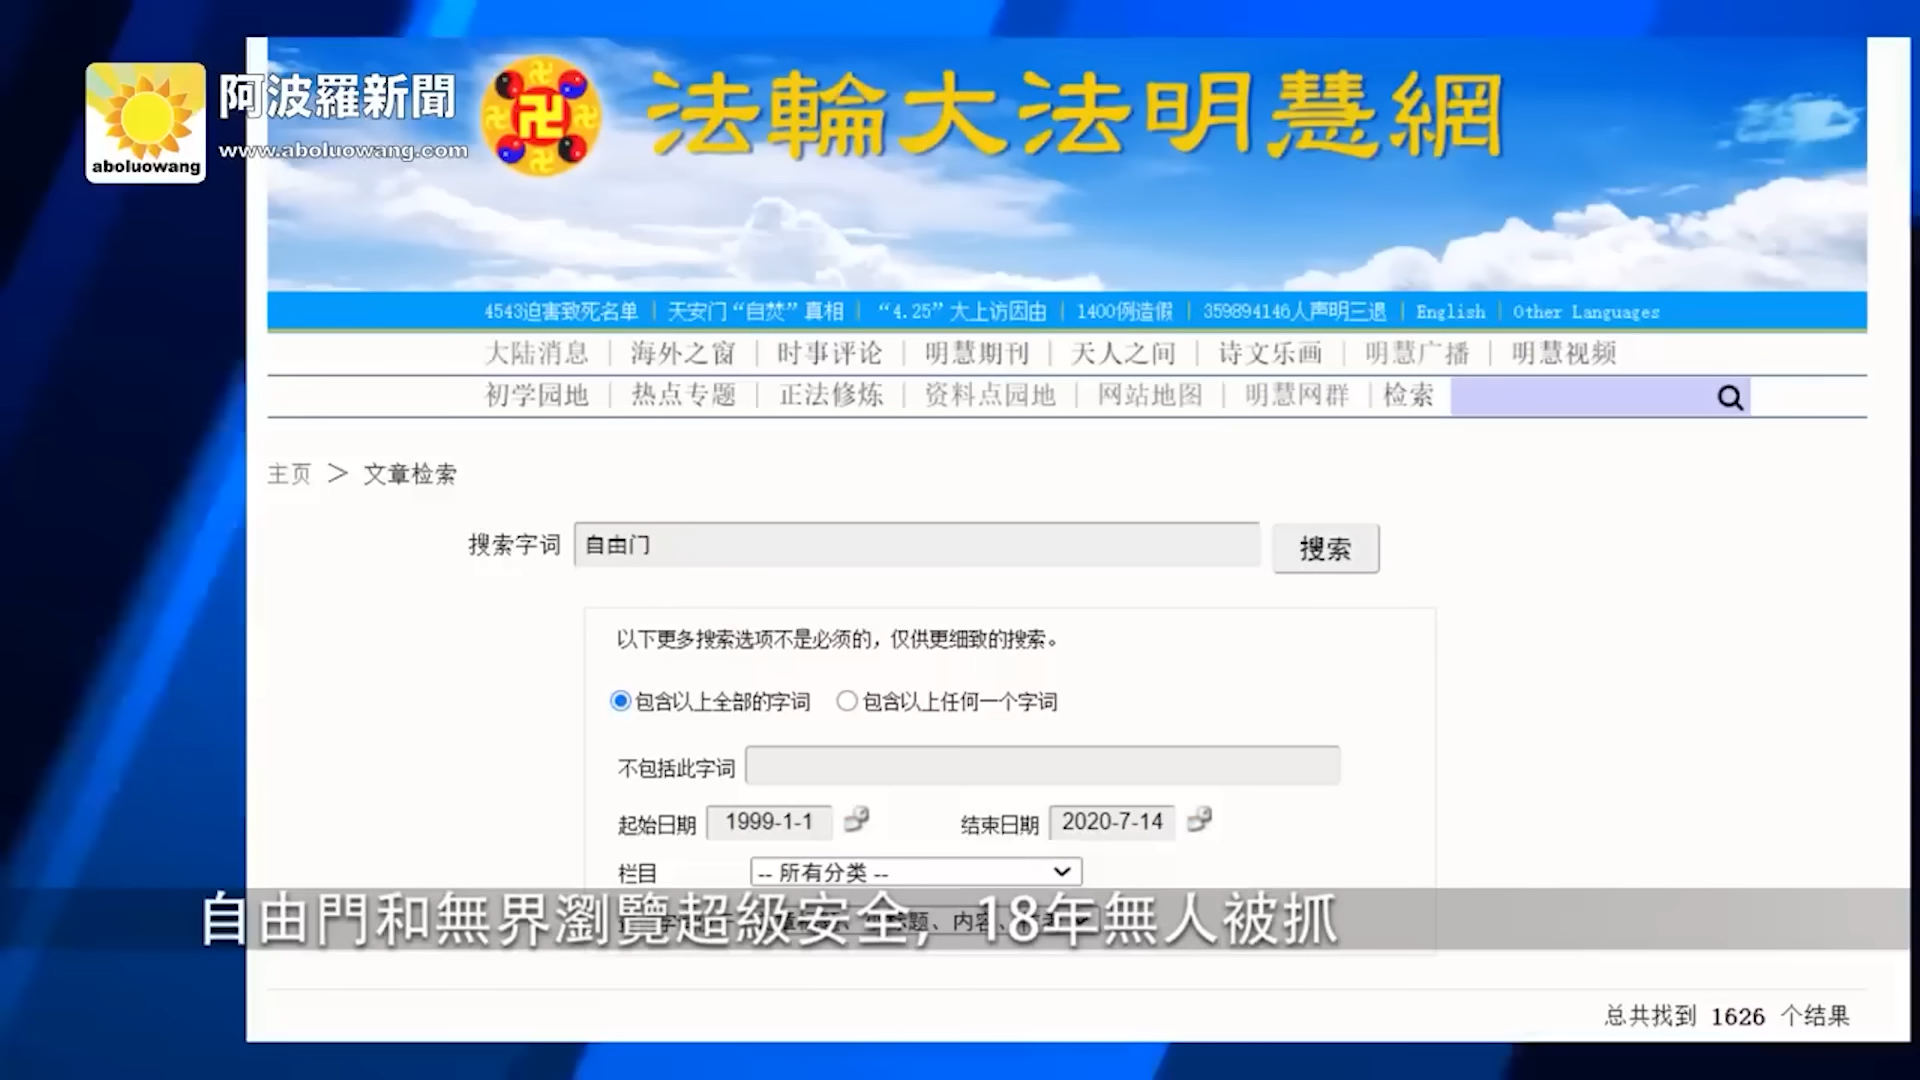 阿波羅新聞
www.aboluowang.com
aboluowang
法輪大法明慧網
4543迫害致死名单 | 天安门“自焚”真相 | “4.25”大上访因由 | 1400例造假 | 359894146人声明三退 | English | Other Languages
大陆消息 | 海外之窗 | 时事评论 | 明慧期刊 | 天人之间 | 诗文乐画 | 明慧广播 | 明慧视频
初学园地 | 热点专题 | 正法修炼 | 资料点园地 | 网站地图 | 明慧网群 | 检索
主页 > 文章检索
搜索字词 自由门 搜索
以下更多搜索选项不是必须的，仅供更细致的搜索。
包含以上全部的字词 包含以上任何一个字词
不包括此字词
起始日期 1999-1-1 结束日期 2020-7-14
栏目 -- 所有分类 --
自由門和無界瀏覽超級安全，18年無人被抓
总共找到 1626 个结果